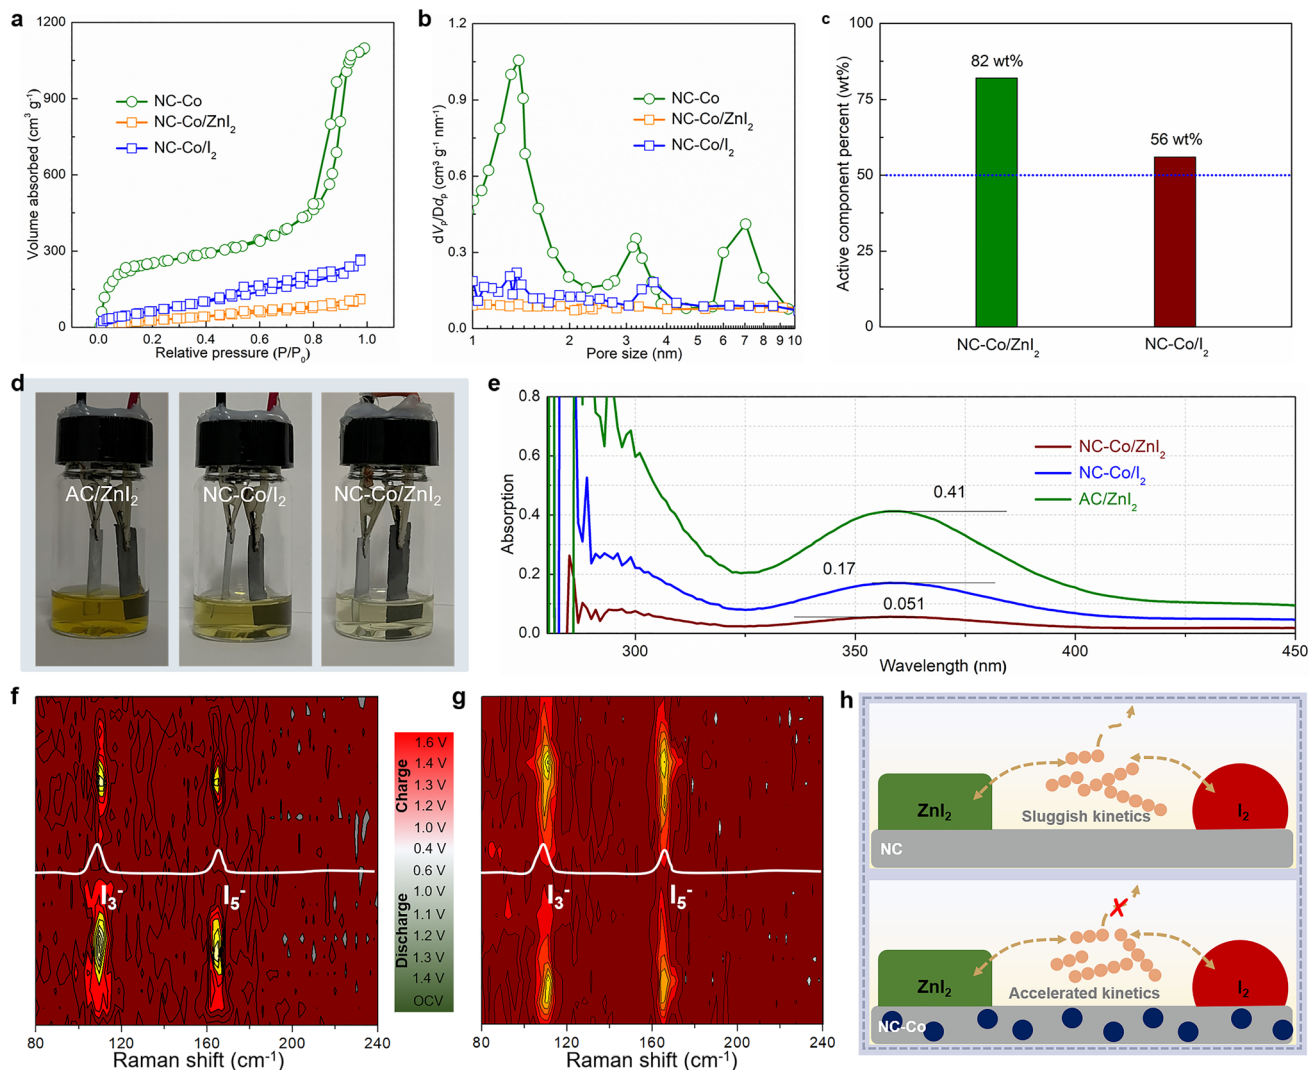 a
1200
900
600
300
0
Volume absorbed (cm³ g⁻¹)
NC-Co
NC-Co/ZnI₂
NC-Co/I₂
0.0 0.2 0.4 0.6 0.8 1.0
Relative pressure (P/P₀)
b
1.2
0.9
0.6
0.3
0.0
dVₚ/Ddₚ (cm³ g⁻¹ nm⁻¹)
NC-Co
NC-Co/ZnI₂
NC-Co/I₂
1 2 3 4 5 6 7 8 9 10
Pore size (nm)
c
100
75
50
25
0
Active component percent (wt%)
82 wt%
56 wt%
NC-Co/ZnI₂ NC-Co/I₂
d
AC/ZnI₂
NC-Co/I₂
NC-Co/ZnI₂
e
0.8
0.6
0.4
0.2
0.0
Absorption
NC-Co/ZnI₂
NC-Co/I₂
AC/ZnI₂
0.41
0.17
0.051
300 350 400 450
Wavelength (nm)
f
I₃⁻
I₅⁻
80 120 160 200 240
Raman shift (cm⁻¹)
Charge
Discharge
1.6 V
1.4 V
1.3 V
1.2 V
1.0 V
0.4 V
0.6 V
1.0 V
1.1 V
1.2 V
1.3 V
1.4 V
OCV
g
I₃⁻
I₅⁻
80 120 160 200 240
Raman shift (cm⁻¹)
h
ZnI₂
Sluggish kinetics
I₂
NC
ZnI₂
Accelerated kinetics
I₂
NC-Co